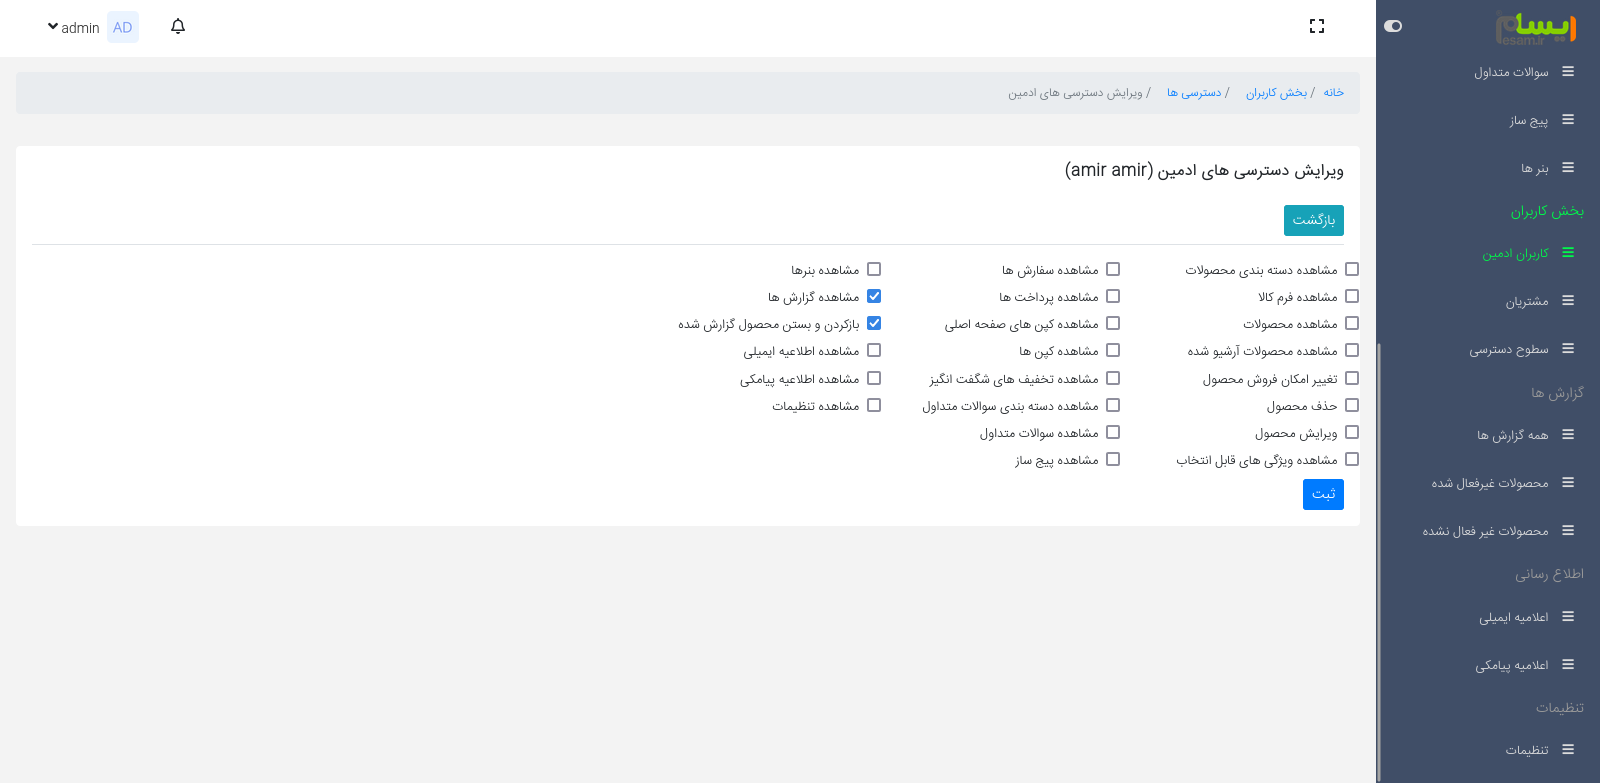 ایسام
esam.ir
سوالات متداول
پیج ساز
بنر ها
بخش کاربران
کاربران ادمین
مشتریان
سطوح دسترسی
گزارش ها
همه گزارش ها
محصولات غیرفعال شده
محصولات غیر فعال نشده
اطلاع رسانی
اعلامیه ایمیلی
اعلامیه پیامکی
تنظیمات
تنظیمات
admin AD
خانه / بخش کاربران / دسترسی ها / ویرایش دسترسی های ادمین
ویرایش دسترسی های ادمین (amir amir)
بازگشت
مشاهده دسته بندی محصولات
مشاهده فرم کالا
مشاهده محصولات
مشاهده محصولات آرشیو شده
تغییر امکان فروش محصول
حذف محصول
ویرایش محصول
مشاهده ویژگی های قابل انتخاب
مشاهده سفارش ها
مشاهده پرداخت ها
مشاهده کپن های صفحه اصلی
مشاهده کپن ها
مشاهده تخفیف های شگفت انگیز
مشاهده دسته بندی سوالات متداول
مشاهده سوالات متداول
مشاهده پیج ساز
مشاهده بنرها
مشاهده گزارش ها
بازکردن و بستن محصول گزارش شده
مشاهده اطلاعیه ایمیلی
مشاهده اطلاعیه پیامکی
مشاهده تنظیمات
ثبت